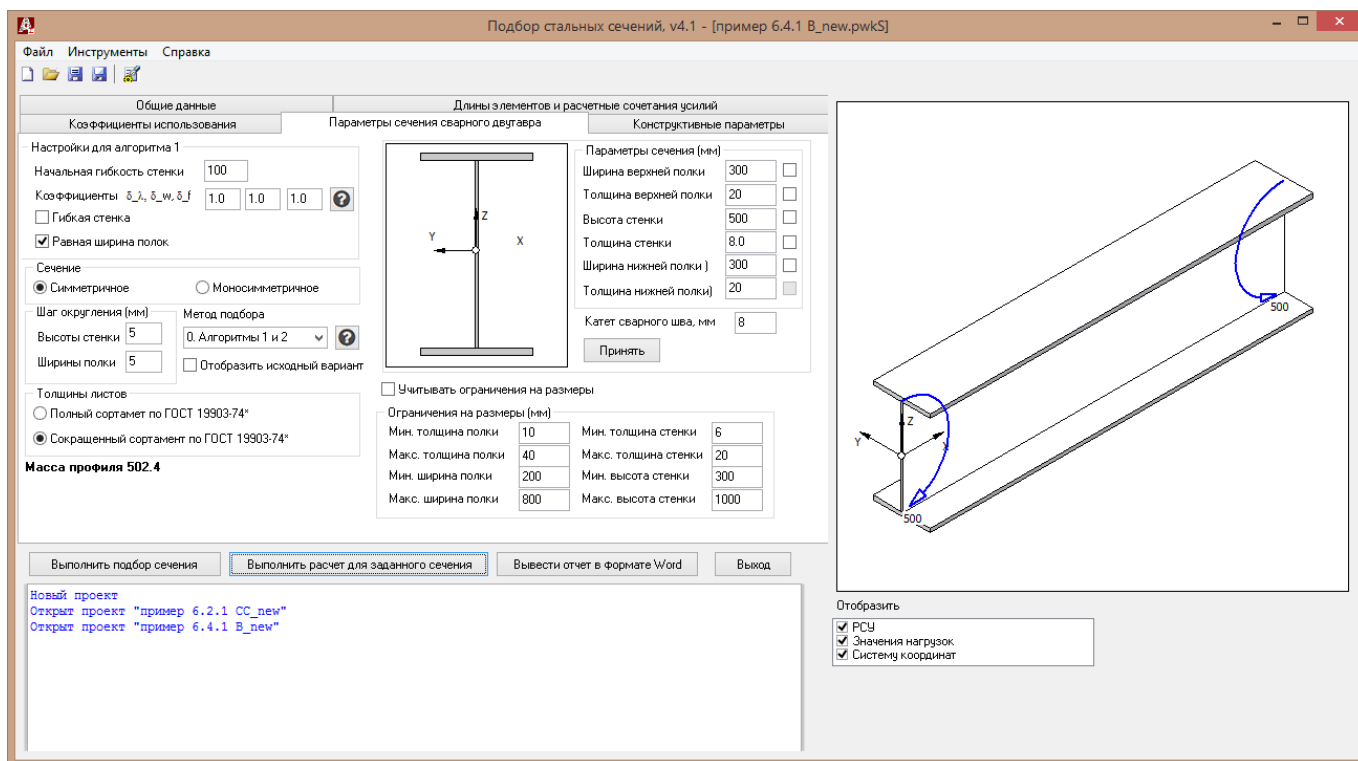 Подбор стальных сечений, v4.1 - [пример 6.4.1 B_new.pwkS]
Файл Инструменты Справка
Общие данные
Длины элементов и расчетные сочетания усилий
Коэффициенты использования
Параметры сечения сварного двутавра
Конструктивные параметры
Настройки для алгоритма 1
Начальная гибкость стенки 100
Коэффициенты δ_λ, δ_w, δ_f 1.0 1.0 1.0 ?
Гибкая стенка
Равная ширина полок
Сечение
Симметричное Моносимметричное
Шаг округления (мм)
Высоты стенки 5
Ширины полки 5
Метод подбора
0. Алгоритмы 1 и 2 ?
Отобразить исходный вариант
Толщины листов
Полный сортамет по ГОСТ 19903-74*
Сокращенный сортамент по ГОСТ 19903-74*
Масса профиля 502.4
Z
Y X
Параметры сечения (мм)
Ширина верхней полки 300
Толщина верхней полки 20
Высота стенки 500
Толщина стенки 8.0
Ширина нижней полки ) 300
Толщина нижней полки) 20
Катет сварного шва, мм 8
Принять
Учитывать ограничения на размеры
Ограничения на размеры (мм)
Мин. толщина полки 10 Мин. толщина стенки 6
Макс. толщина полки 40 Макс. толщина стенки 20
Мин. ширина полки 200 Мин. высота стенки 300
Макс. ширина полки 800 Макс. высота стенки 1000
Выполнить подбор сечения
Выполнить расчет для заданного сечения
Вывести отчет в формате Word
Выход
Новый проект
Открыт проект "пример 6.2.1 CC_new"
Открыт проект "пример 6.4.1 B_new"
500
Z
Y X
500
Отобразить
РСУ
Значения нагрузок
Систему координат